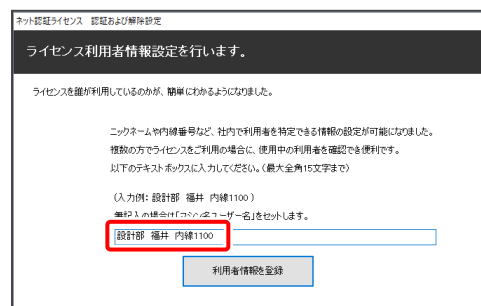 ネット認証ライセンス 認証および解除設定
ライセンス利用者情報設定を行います。
ライセンスを誰が利用しているのかが、簡単にわかるようになりました。
ニックネームや内線番号など、社内で利用者を特定できる情報の設定が可能になりました。
複数の方でライセンスをご利用の場合に、使用中の利用者を確認でき便利です。
以下のテキストボックスに入力してください。(最大全角15文字まで)
(入力例: 設計部 福井 内線1100 )
無記入の場合は「マシン名ユーザー名」をセットします。
設計部 福井 内線1100
利用者情報を登録